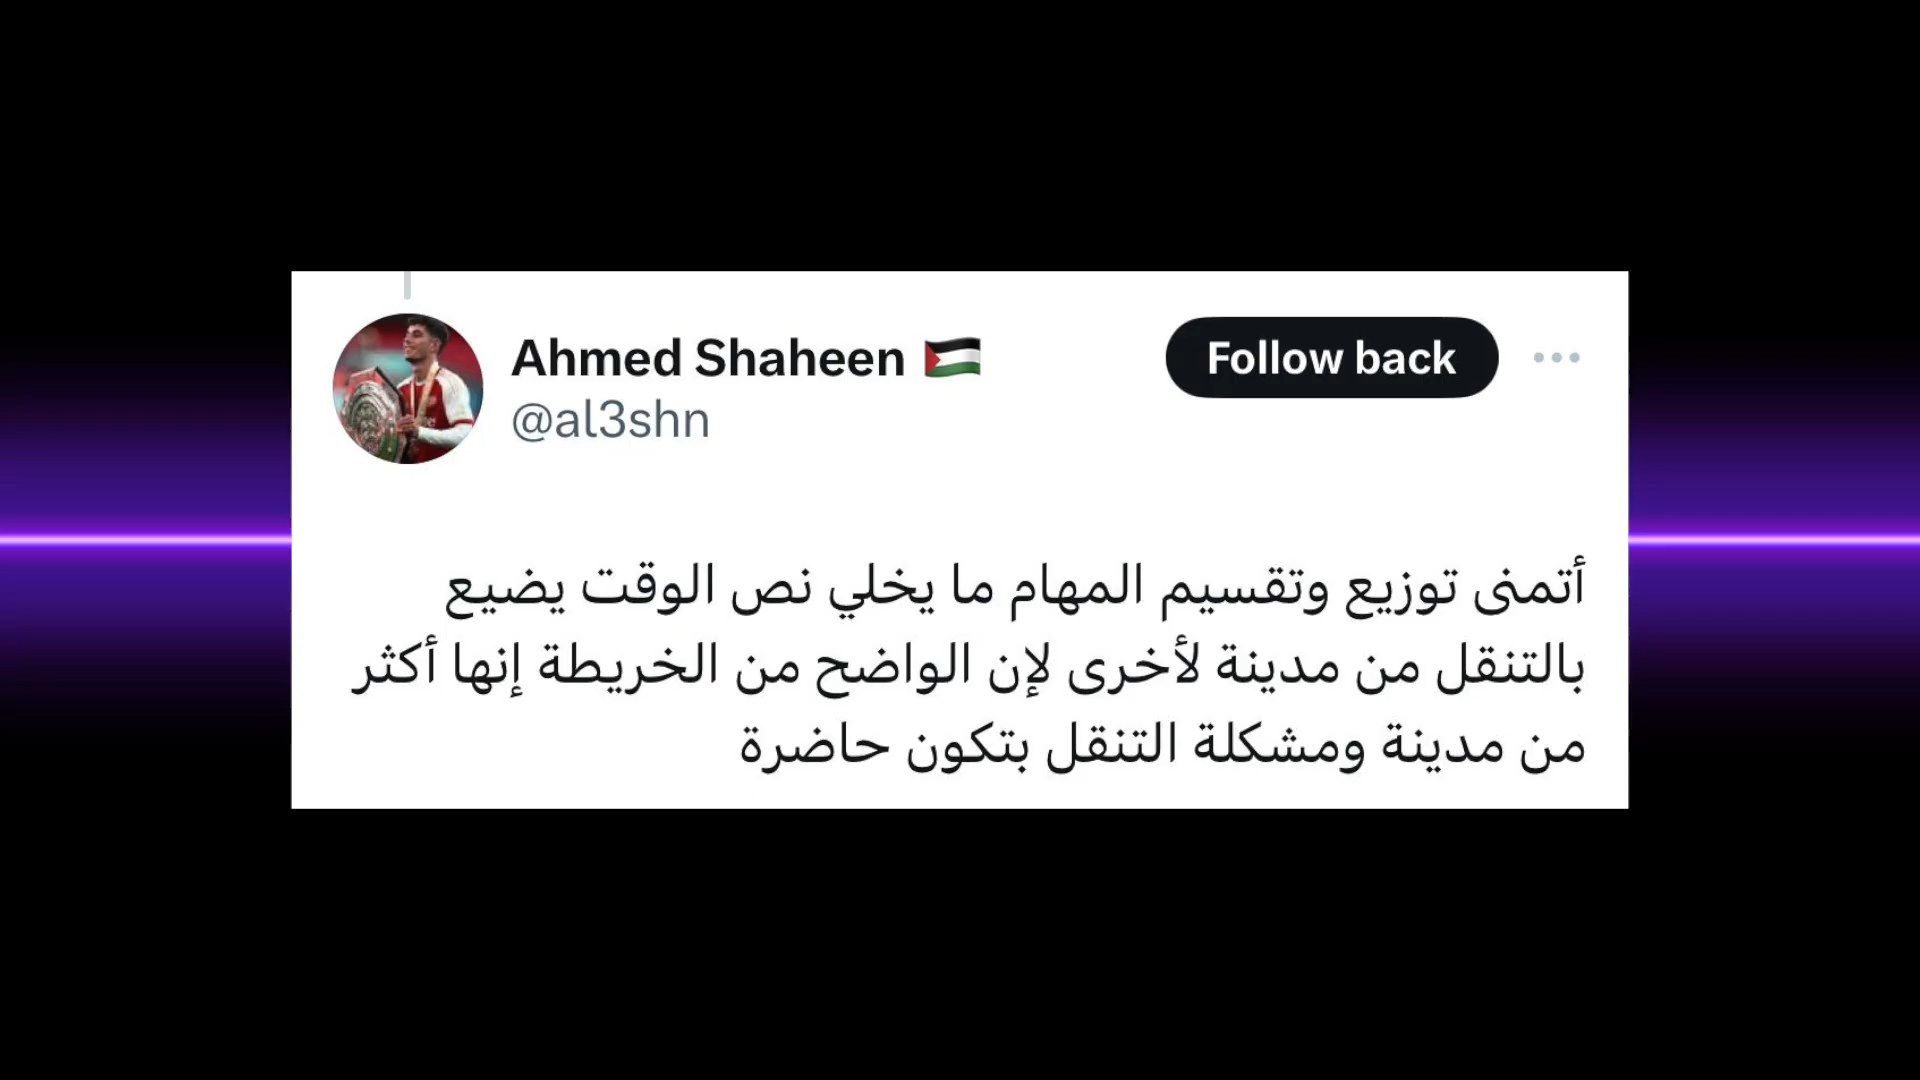 Ahmed Shaheen 🇵🇸
Follow back
@al3shn
أتمنى توزيع وتقسيم المهام ما يخلي نص الوقت يضيع
بالتنقل من مدينة لأخرى لإن الواضح من الخريطة إنها أكثر
من مدينة ومشكلة التنقل بتكون حاضرة